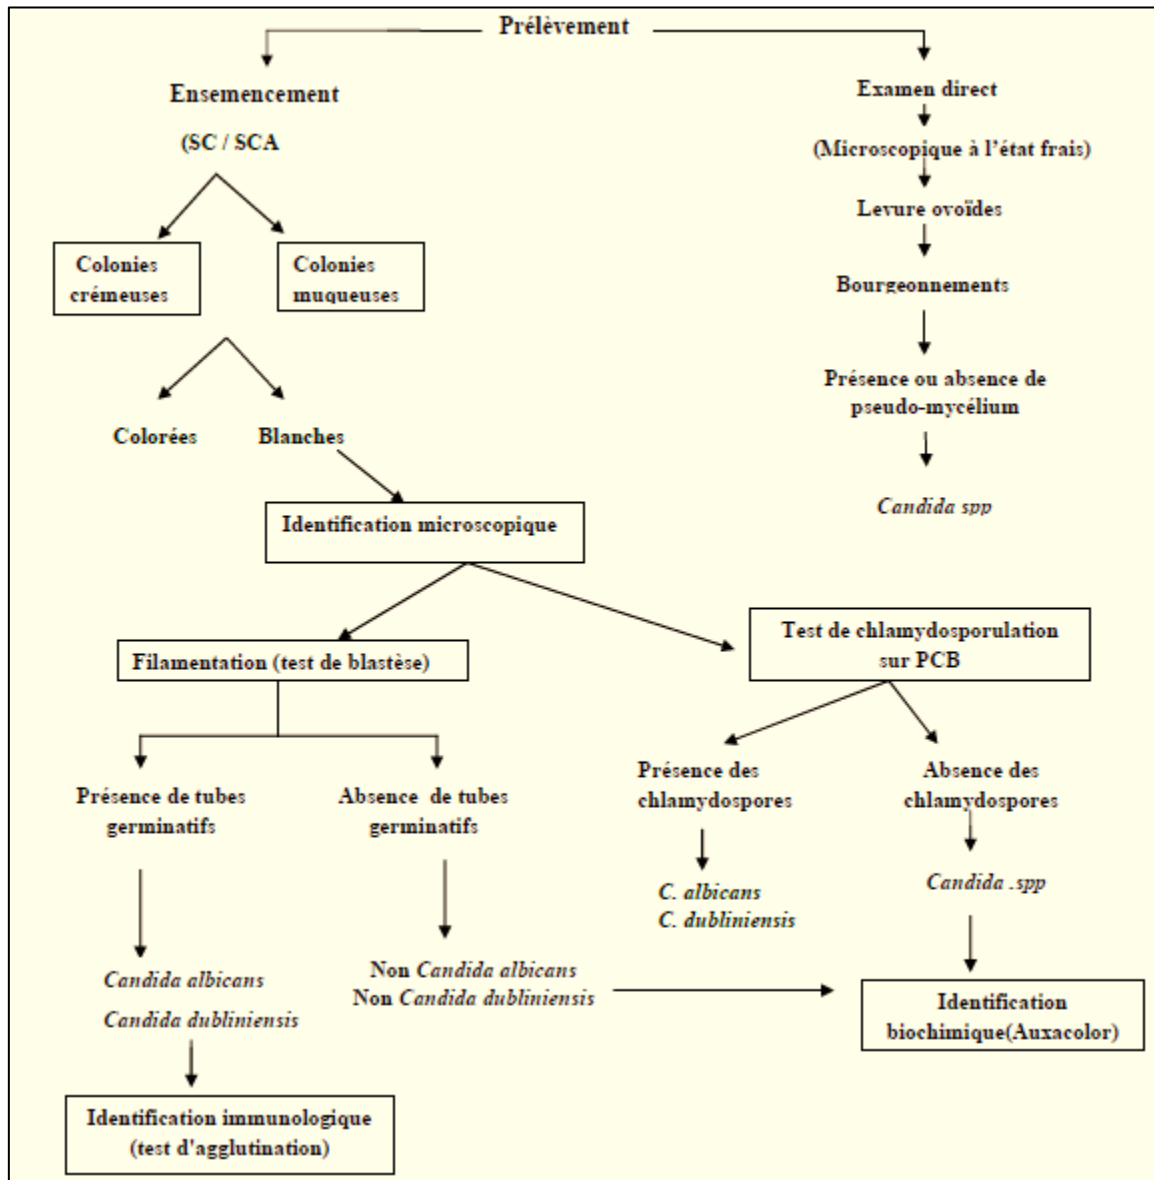 Prélèvement
Ensemencement
(SC / SCA
Examen direct
(Microscopique à l'état frais)
Levure ovoïdes
Bourgeonnements
Présence ou absence de
pseudo-mycélium
Candida spp
Colonies
crémeuses
Colonies
muqueuses
Colorées
Blanches
Identification microscopique
Filamentation (test de blastèse)
Test de chlamydosporulation
sur PCB
Présence de tubes
germinatifs
Absence de tubes
germinatifs
Présence des
chlamydospores
Absence des
chlamydospores
Candida albicans
Candida dubliniensis
Non Candida albicans
Non Candida dubliniensis
C. albicans
C. dubliniensis
Candida .spp
Identification
biochimique(Auxacolor)
Identification immunologique
(test d'agglutination)